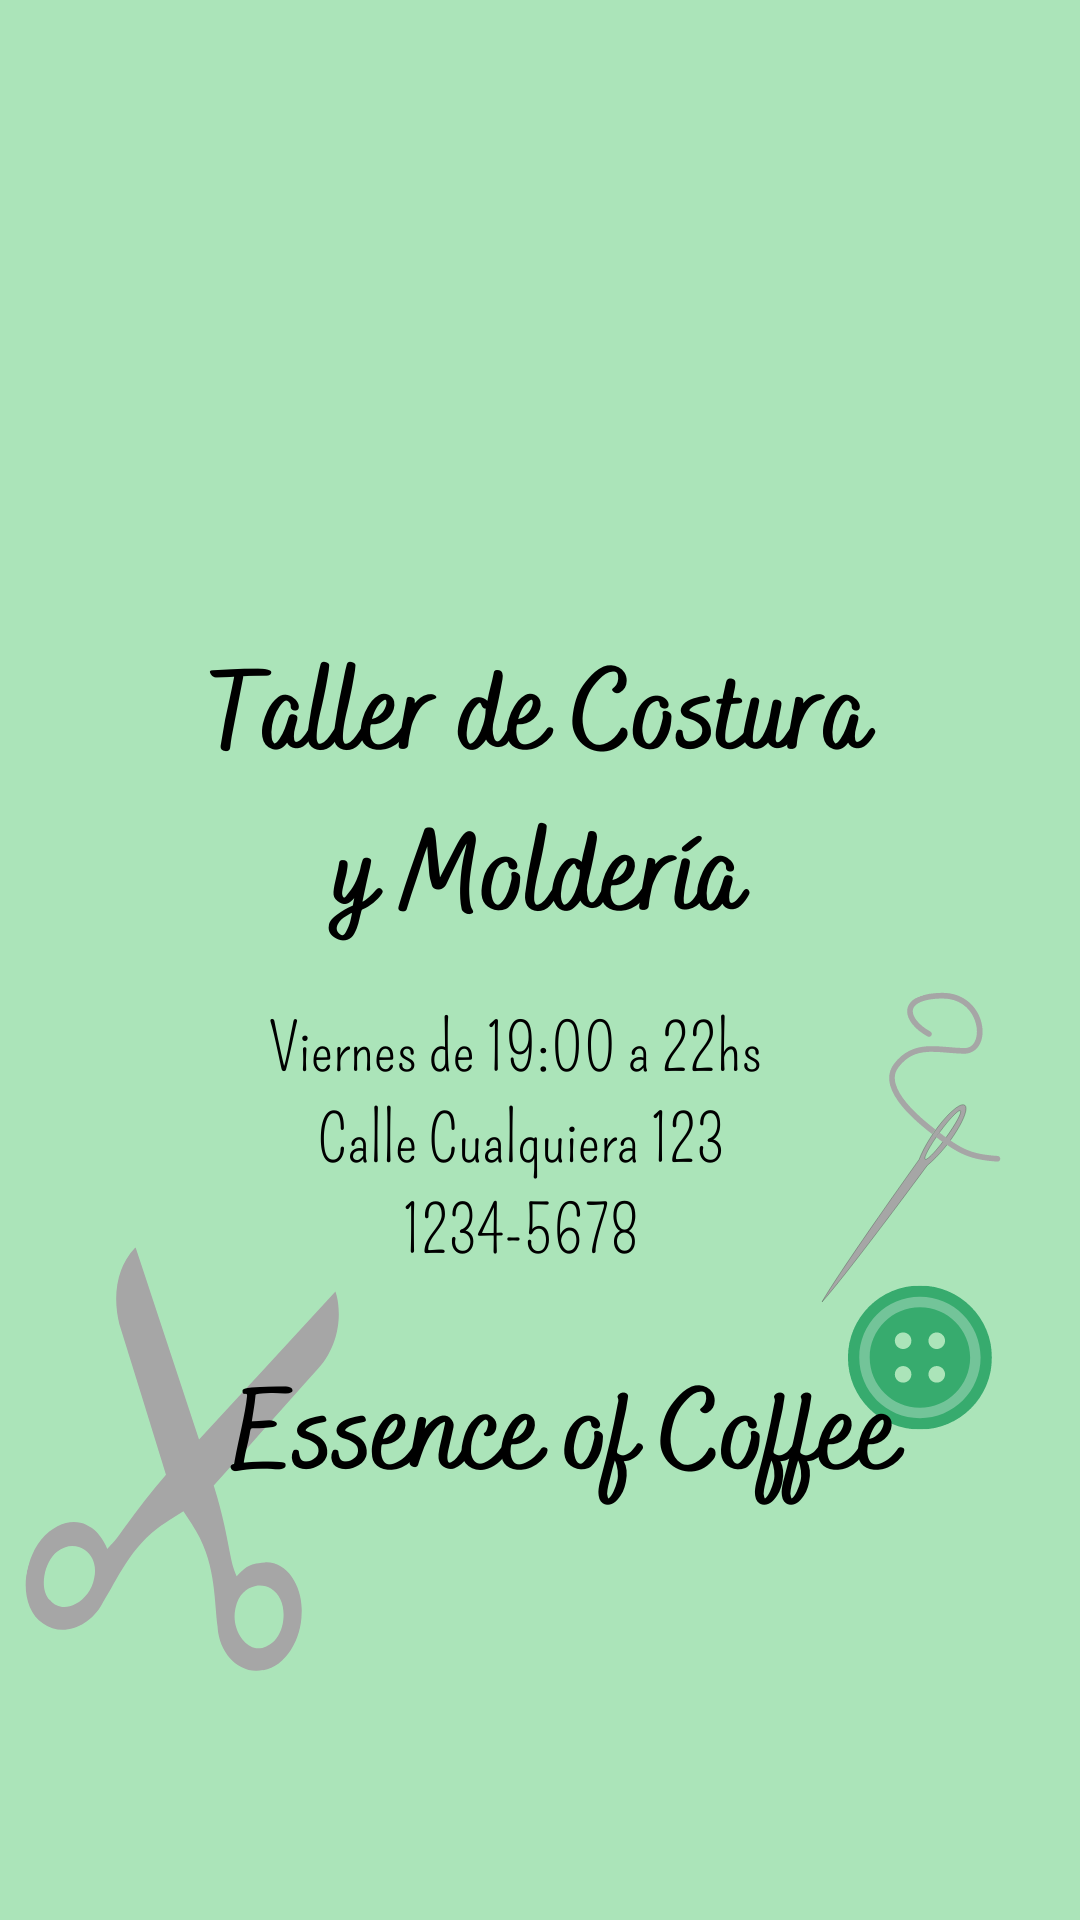 Taller de Costura
y Moldería
Viernes de 19:00 a 22hs
Calle Cualquiera 123
1234-5678
Essence of Coffee